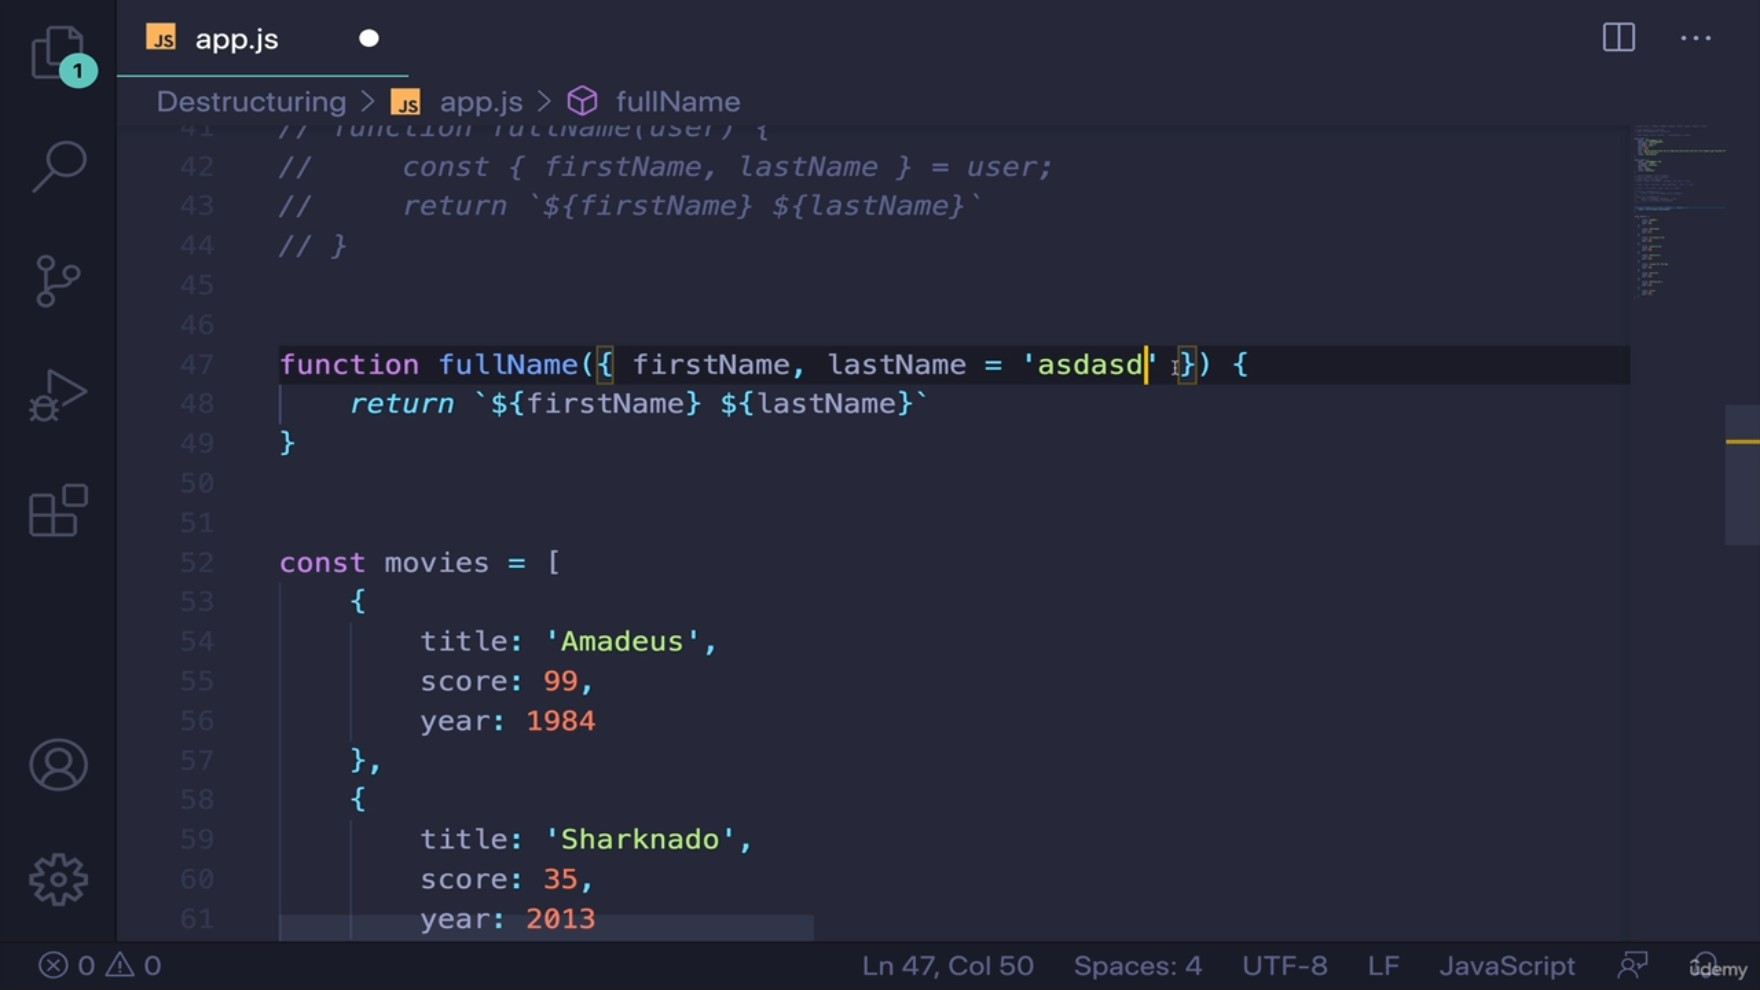 JS app.js
1
Destructuring > JS app.js > fullName
41 // function fullName(user) {
42 //     const { firstName, lastName } = user;
43 //     return `${firstName} ${lastName}`
44 // }
45
46
47 function fullName({ firstName, lastName = 'asdasd' }) {
48     return `${firstName} ${lastName}`
49 }
50
51
52 const movies = [
53     {
54         title: 'Amadeus',
55         score: 99,
56         year: 1984
57     },
58     {
59         title: 'Sharknado',
60         score: 35,
61         year: 2013
0 0 Ln 47, Col 50 Spaces: 4 UTF-8 LF JavaScript
ûdemy